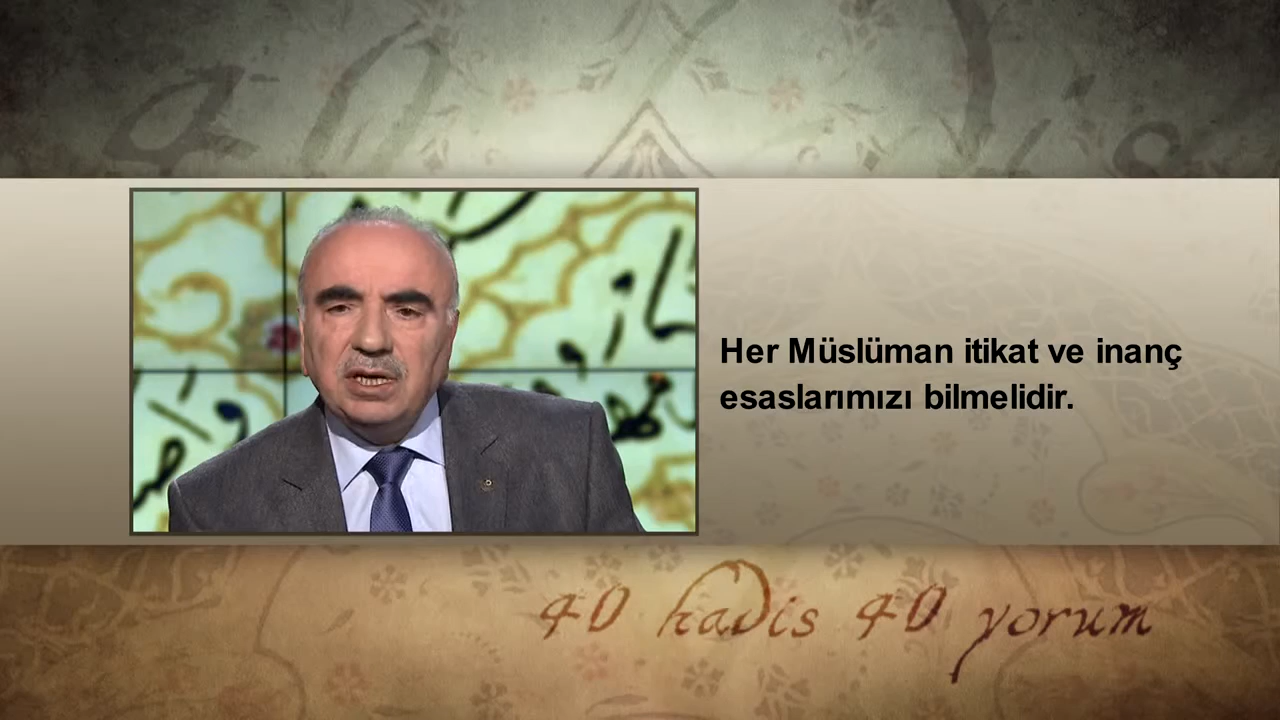 Her Müslüman itikat ve inanç
esaslarımızı bilmelidir.
40 hadis 40 yorum